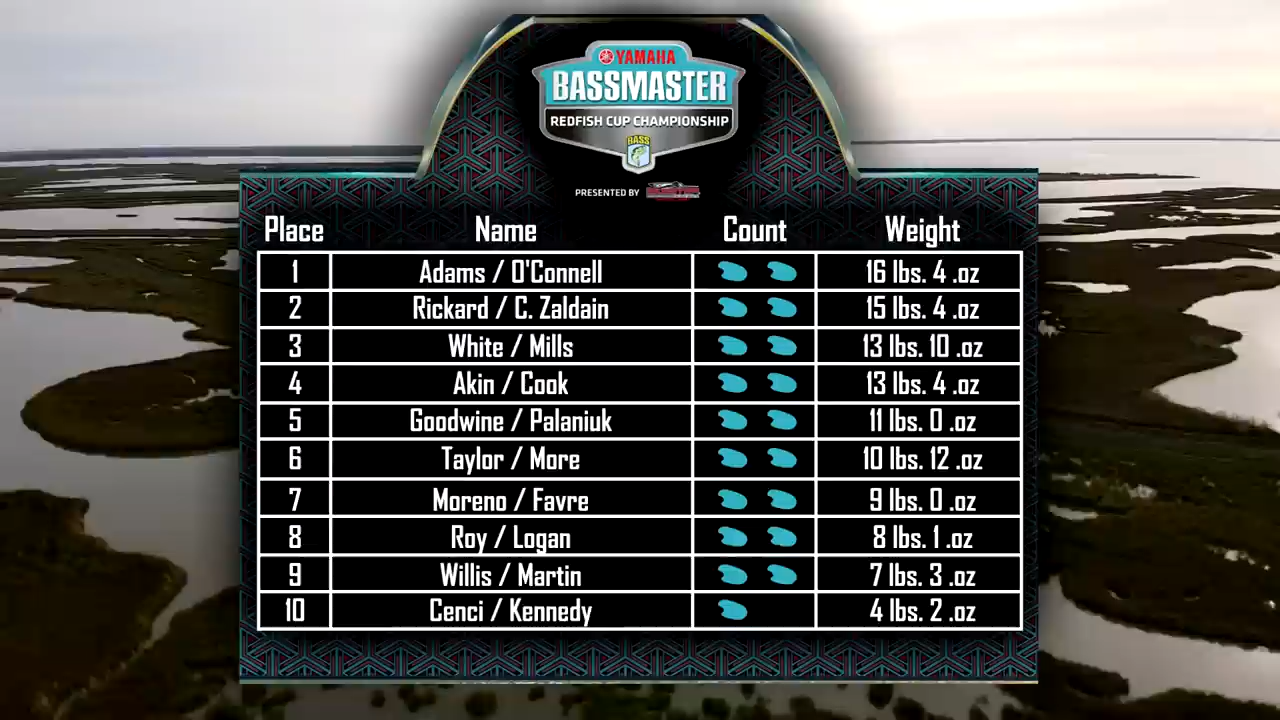 YAMAHA
BASSMASTER
REDFISH CUP CHAMPIONSHIP
BASS
PRESENTED BY
Place Name Count Weight
1 Adams / O'Connell 16 lbs. 4 .oz
2 Rickard / C. Zaldain 15 lbs. 4 .oz
3 White / Mills 13 lbs. 10 .oz
4 Akin / Cook 13 lbs. 4 .oz
5 Goodwine / Palaniuk 11 lbs. 0 .oz
6 Taylor / More 10 lbs. 12 .oz
7 Moreno / Favre 9 lbs. 0 .oz
8 Roy / Logan 8 lbs. 1 .oz
9 Willis / Martin 7 lbs. 3 .oz
10 Cenci / Kennedy 4 lbs. 2 .oz